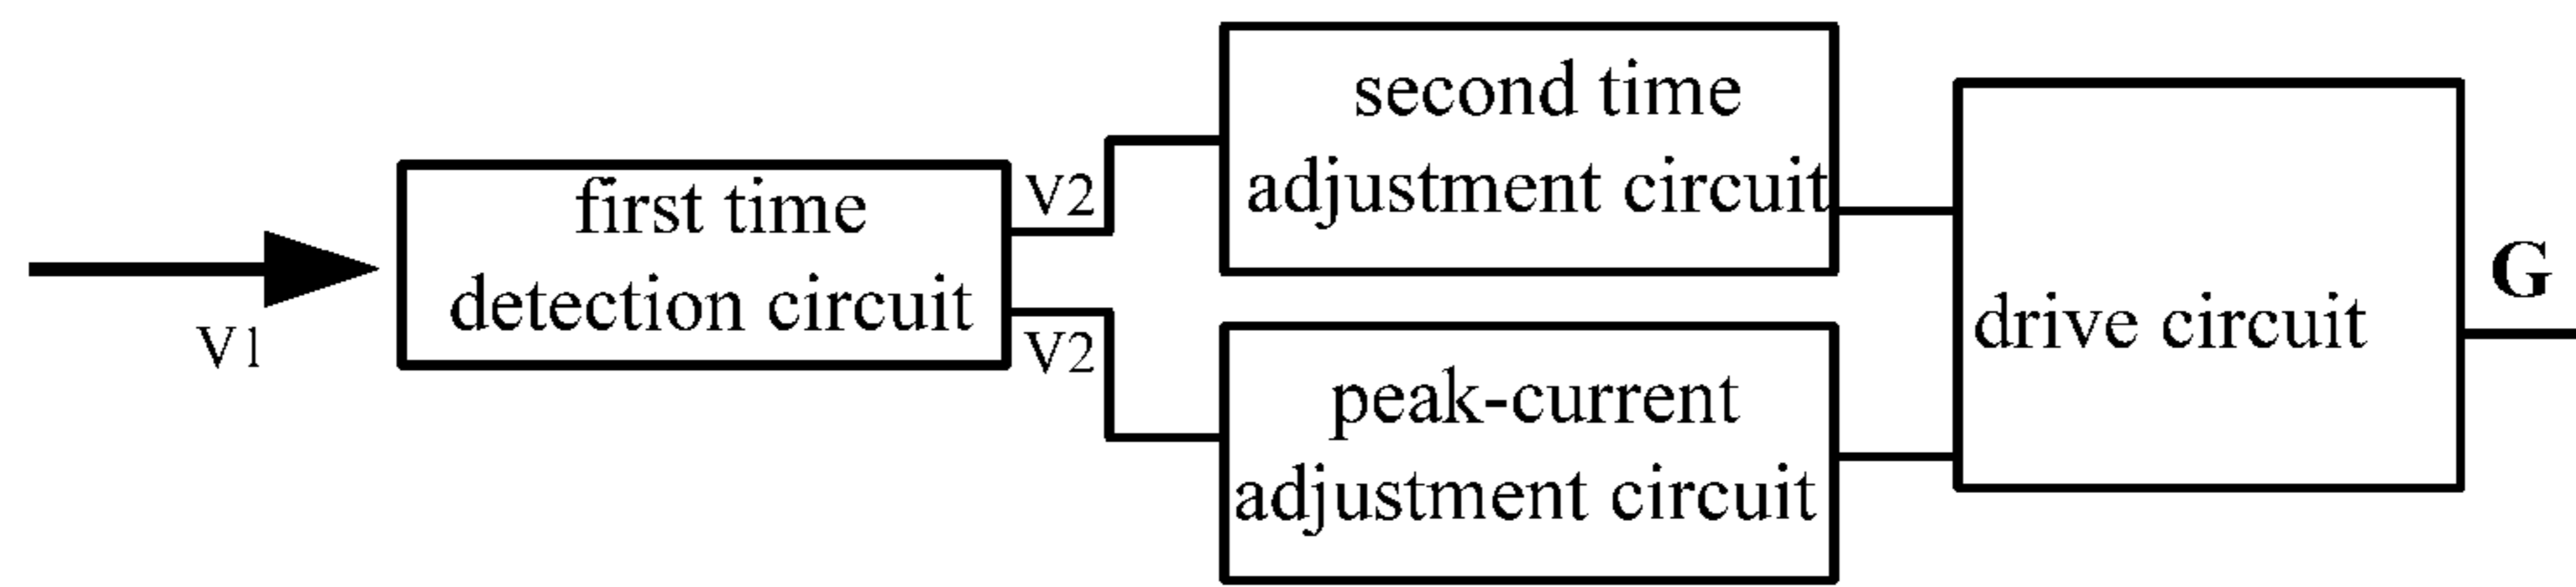 V1
first time
detection circuit
V2
V2
second time
adjustment circuit
peak-current
adjustment circuit
drive circuit
G